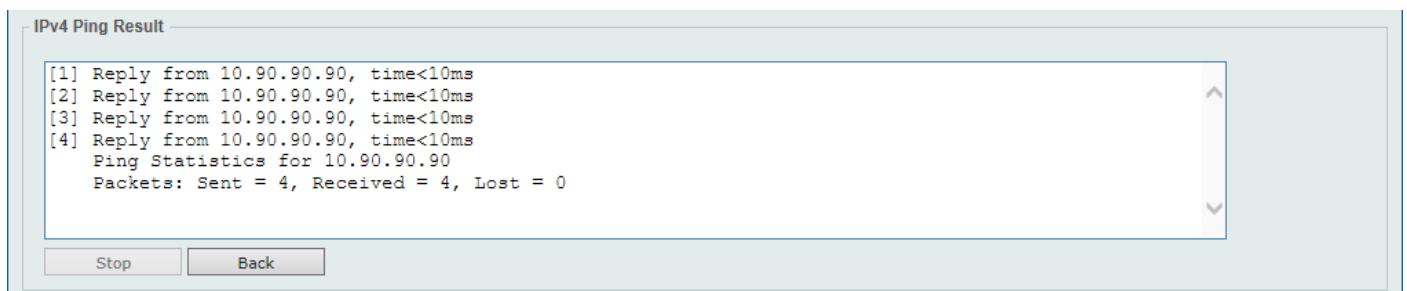 IPv4 Ping Result
[1] Reply from 10.90.90.90, time<10ms
[2] Reply from 10.90.90.90, time<10ms
[3] Reply from 10.90.90.90, time<10ms
[4] Reply from 10.90.90.90, time<10ms
Ping Statistics for 10.90.90.90
Packets: Sent = 4, Received = 4, Lost = 0
Stop Back